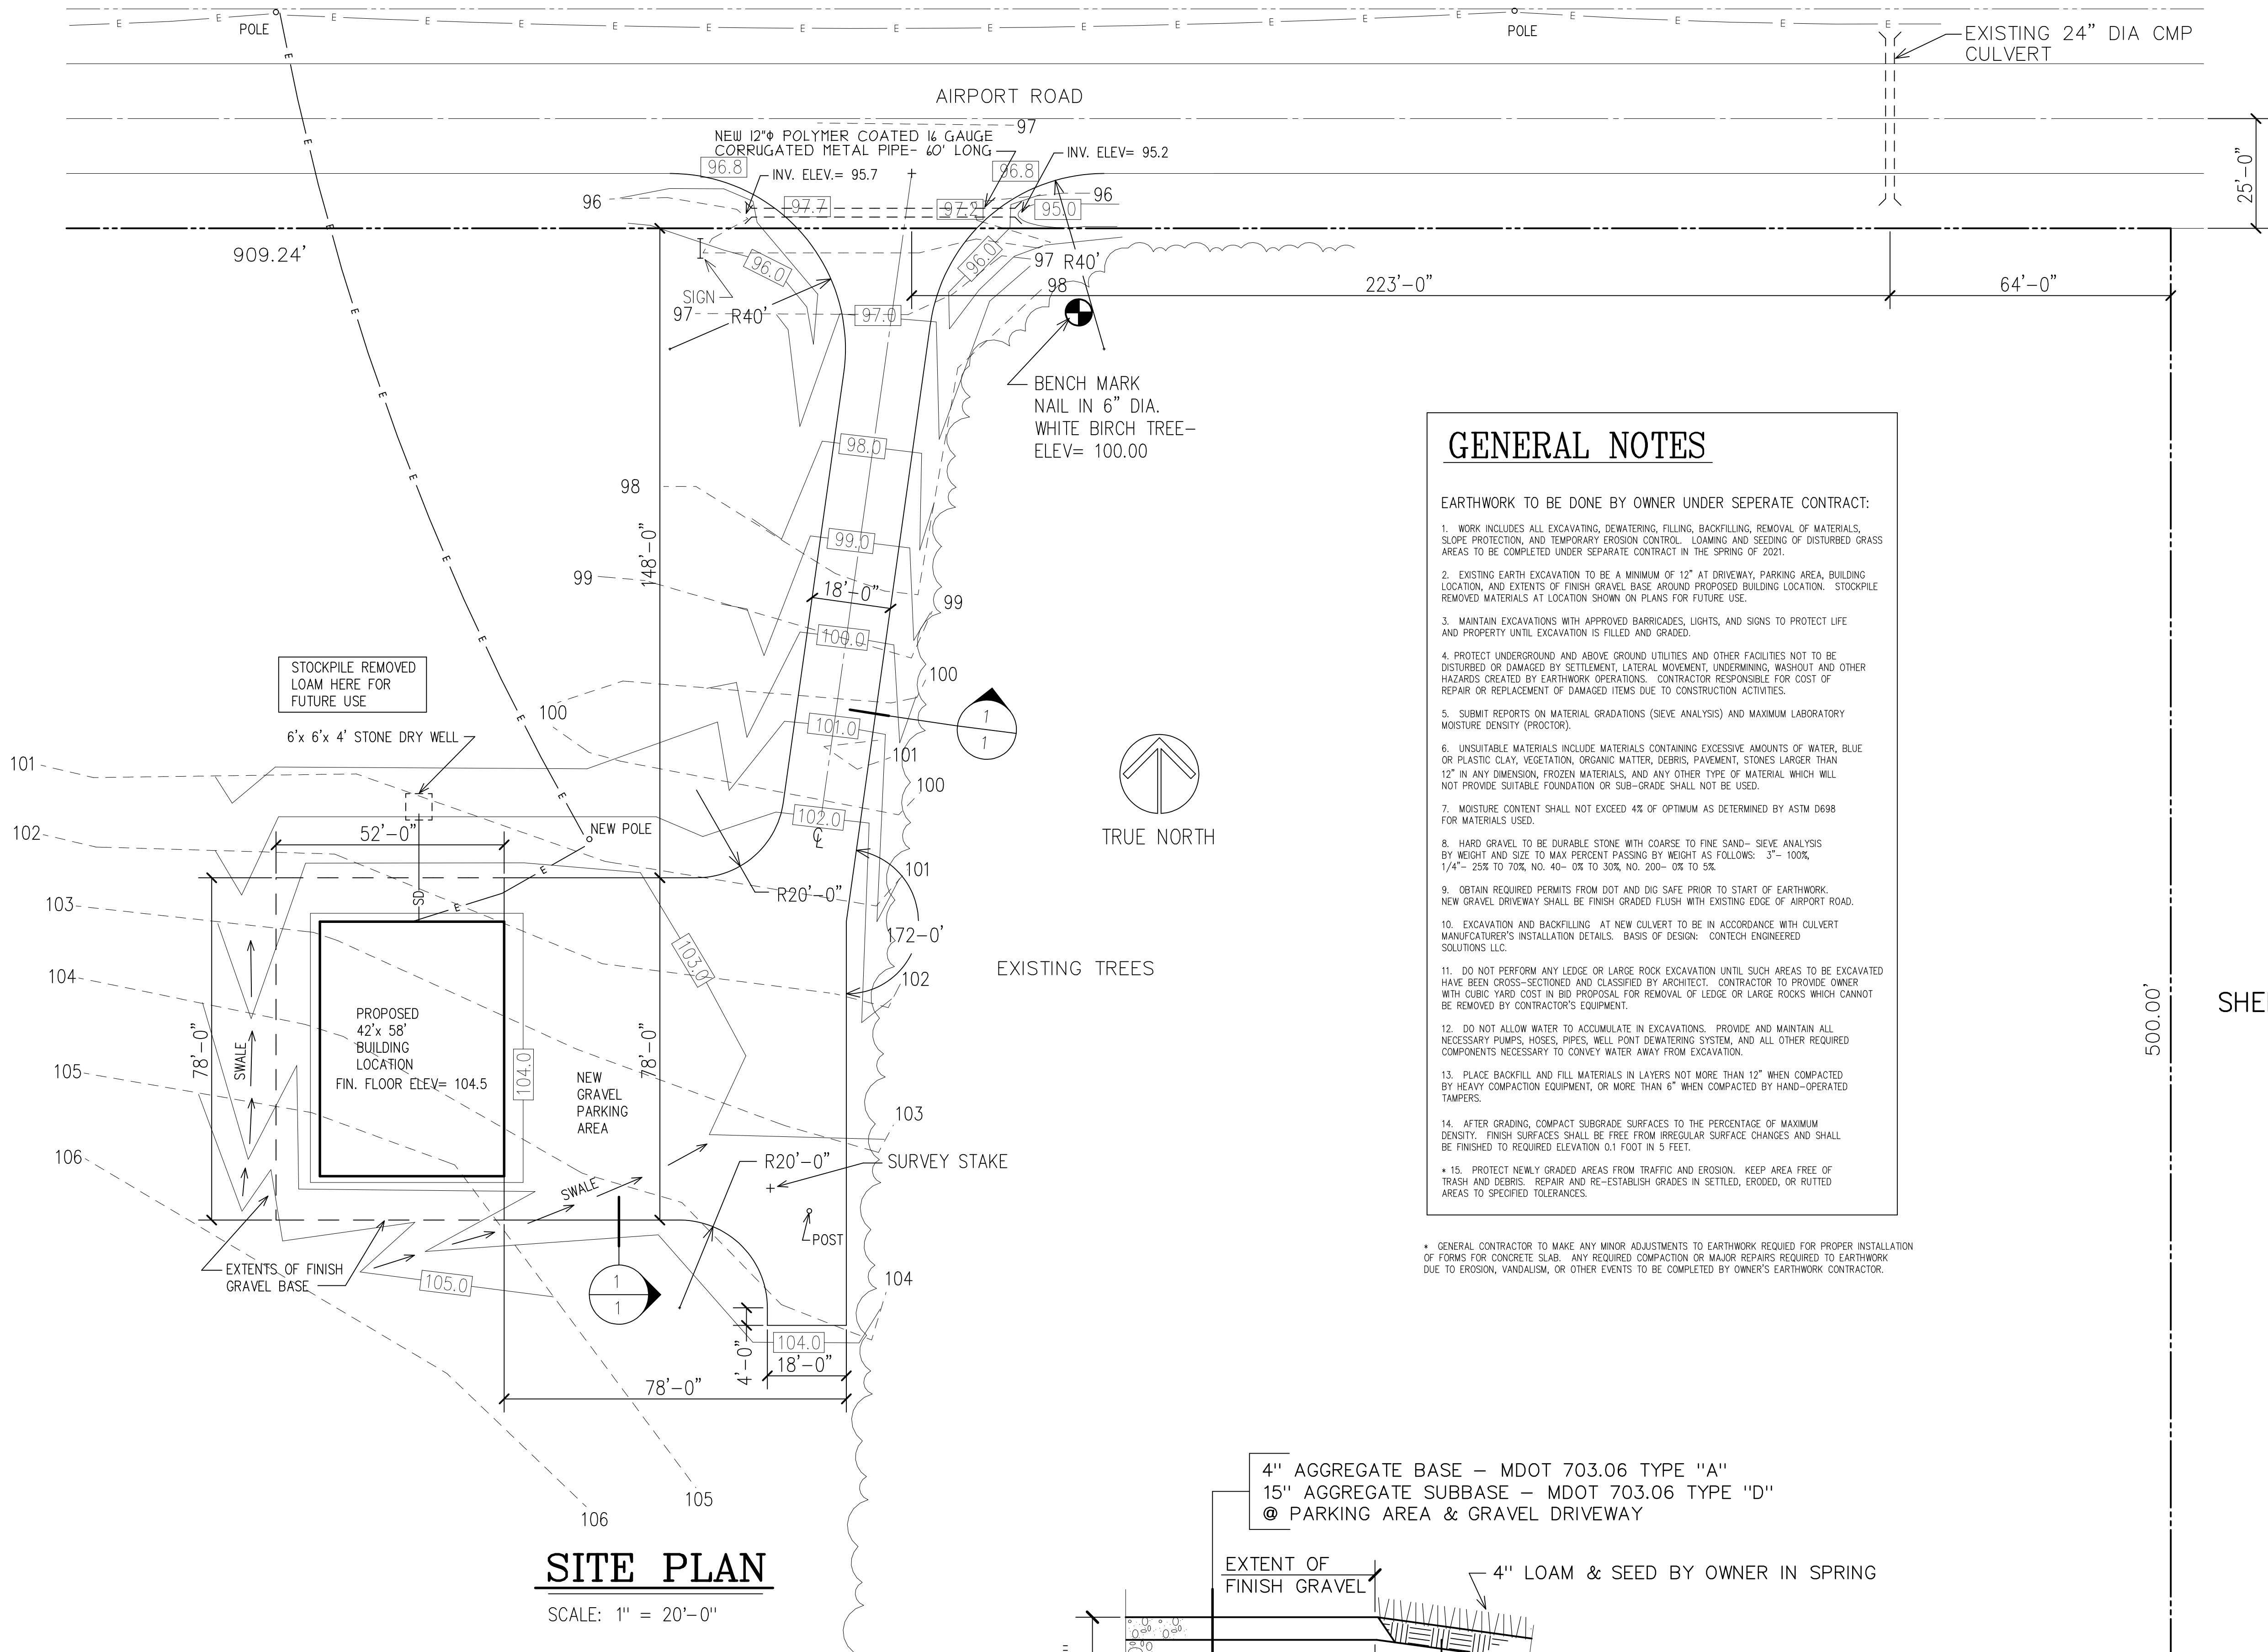 POLE
POLE
EXISTING 24" DIA CMP
CULVERT
AIRPORT ROAD
97
NEW 12"ϕ POLYMER COATED 16 GAUGE
CORRUGATED METAL PIPE- 60' LONG
96.8
96.8
INV. ELEV= 95.2
INV. ELEV.= 95.7
96
96
97.7
97.2
95.0
25'-0"
909.24'
96.0
96.0
97
R40'
98
223'-0"
64'-0"
SIGN
97
R40'
97.0
BENCH MARK
NAIL IN 6" DIA.
WHITE BIRCH TREE-
ELEV= 100.00
98.0
98
148'-0"
99.0
99
18'-0"
99
100.0
STOCKPILE REMOVED
LOAM HERE FOR
FUTURE USE
100
100
101.0
1
1
6'x 6'x 4' STONE DRY WELL
101
101
100
102.0
52'-0"
NEW POLE
102
℄
TRUE NORTH
101
R20'-0"
SD
103
172-0'
103.0
EXISTING TREES
104
102
PROPOSED
42'x 58'
BUILDING
LOCATION
FIN. FLOOR ELEV= 104.5
78'-0"
SWALE
104.0
78'-0"
105
NEW
GRAVEL
PARKING
AREA
103
106
R20'-0"
SURVEY STAKE
SWALE
POST
EXTENTS OF FINISH
GRAVEL BASE
105.0
1
1
104
104.0
4'-0"
18'-0"
78'-0"
105
106
SITE PLAN
SCALE: 1" = 20'-0"
GENERAL NOTES
EARTHWORK TO BE DONE BY OWNER UNDER SEPERATE CONTRACT:
1. WORK INCLUDES ALL EXCAVATING, DEWATERING, FILLING, BACKFILLING, REMOVAL OF MATERIALS,
SLOPE PROTECTION, AND TEMPORARY EROSION CONTROL. LOAMING AND SEEDING OF DISTURBED GRASS
AREAS TO BE COMPLETED UNDER SEPARATE CONTRACT IN THE SPRING OF 2021.
2. EXISTING EARTH EXCAVATION TO BE A MINIMUM OF 12" AT DRIVEWAY, PARKING AREA, BUILDING
LOCATION, AND EXTENTS OF FINISH GRAVEL BASE AROUND PROPOSED BUILDING LOCATION. STOCKPILE
REMOVED MATERIALS AT LOCATION SHOWN ON PLANS FOR FUTURE USE.
3. MAINTAIN EXCAVATIONS WITH APPROVED BARRICADES, LIGHTS, AND SIGNS TO PROTECT LIFE
AND PROPERTY UNTIL EXCAVATION IS FILLED AND GRADED.
4. PROTECT UNDERGROUND AND ABOVE GROUND UTILITIES AND OTHER FACILITIES NOT TO BE
DISTURBED OR DAMAGED BY SETTLEMENT, LATERAL MOVEMENT, UNDERMINING, WASHOUT AND OTHER
HAZARDS CREATED BY EARTHWORK OPERATIONS. CONTRACTOR RESPONSIBLE FOR COST OF
REPAIR OR REPLACEMENT OF DAMAGED ITEMS DUE TO CONSTRUCTION ACTIVITIES.
5. SUBMIT REPORTS ON MATERIAL GRADATIONS (SIEVE ANALYSIS) AND MAXIMUM LABORATORY
MOISTURE DENSITY (PROCTOR).
6. UNSUITABLE MATERIALS INCLUDE MATERIALS CONTAINING EXCESSIVE AMOUNTS OF WATER, BLUE
OR PLASTIC CLAY, VEGETATION, ORGANIC MATTER, DEBRIS, PAVEMENT, STONES LARGER THAN
12" IN ANY DIMENSION, FROZEN MATERIALS, AND ANY OTHER TYPE OF MATERIAL WHICH WILL
NOT PROVIDE SUITABLE FOUNDATION OR SUB-GRADE SHALL NOT BE USED.
7. MOISTURE CONTENT SHALL NOT EXCEED 4% OF OPTIMUM AS DETERMINED BY ASTM D698
FOR MATERIALS USED.
8. HARD GRAVEL TO BE DURABLE STONE WITH COARSE TO FINE SAND- SIEVE ANALYSIS
BY WEIGHT AND SIZE TO MAX PERCENT PASSING BY WEIGHT AS FOLLOWS: 3"- 100%,
1/4"- 25% TO 70%, NO. 40- 0% TO 30%, NO. 200- 0% TO 5%.
9. OBTAIN REQUIRED PERMITS FROM DOT AND DIG SAFE PRIOR TO START OF EARTHWORK.
NEW GRAVEL DRIVEWAY SHALL BE FINISH GRADED FLUSH WITH EXISTING EDGE OF AIRPORT ROAD.
10. EXCAVATION AND BACKFILLING AT NEW CULVERT TO BE IN ACCORDANCE WITH CULVERT
MANUFCATURER'S INSTALLATION DETAILS. BASIS OF DESIGN: CONTECH ENGINEERED
SOLUTIONS LLC.
11. DO NOT PERFORM ANY LEDGE OR LARGE ROCK EXCAVATION UNTIL SUCH AREAS TO BE EXCAVATED
HAVE BEEN CROSS-SECTIONED AND CLASSIFIED BY ARCHITECT. CONTRACTOR TO PROVIDE OWNER
WITH CUBIC YARD COST IN BID PROPOSAL FOR REMOVAL OF LEDGE OR LARGE ROCKS WHICH CANNOT
BE REMOVED BY CONTRACTOR'S EQUIPMENT.
12. DO NOT ALLOW WATER TO ACCUMULATE IN EXCAVATIONS. PROVIDE AND MAINTAIN ALL
NECESSARY PUMPS, HOSES, PIPES, WELL PONT DEWATERING SYSTEM, AND ALL OTHER REQUIRED
COMPONENTS NECESSARY TO CONVEY WATER AWAY FROM EXCAVATION.
13. PLACE BACKFILL AND FILL MATERIALS IN LAYERS NOT MORE THAN 12" WHEN COMPACTED
BY HEAVY COMPACTION EQUIPMENT, OR MORE THAN 6" WHEN COMPACTED BY HAND-OPERATED
TAMPERS.
14. AFTER GRADING, COMPACT SUBGRADE SURFACES TO THE PERCENTAGE OF MAXIMUM
DENSITY. FINISH SURFACES SHALL BE FREE FROM IRREGULAR SURFACE CHANGES AND SHALL
BE FINISHED TO REQUIRED ELEVATION 0.1 FOOT IN 5 FEET.
* 15. PROTECT NEWLY GRADED AREAS FROM TRAFFIC AND EROSION. KEEP AREA FREE OF
TRASH AND DEBRIS. REPAIR AND RE-ESTABLISH GRADES IN SETTLED, ERODED, OR RUTTED
AREAS TO SPECIFIED TOLERANCES.
* GENERAL CONTRACTOR TO MAKE ANY MINOR ADJUSTMENTS TO EARTHWORK REQUIED FOR PROPER INSTALLATION
OF FORMS FOR CONCRETE SLAB. ANY REQUIRED COMPACTION OR MAJOR REPAIRS REQUIRED TO EARTHWORK
DUE TO EROSION, VANDALISM, OR OTHER EVENTS TO BE COMPLETED BY OWNER'S EARTHWORK CONTRACTOR.
500.00'
4" AGGREGATE BASE - MDOT 703.06 TYPE "A"
15" AGGREGATE SUBBASE - MDOT 703.06 TYPE "D"
@ PARKING AREA & GRAVEL DRIVEWAY
EXTENT OF
FINISH GRAVEL
4" LOAM & SEED BY OWNER IN SPRING